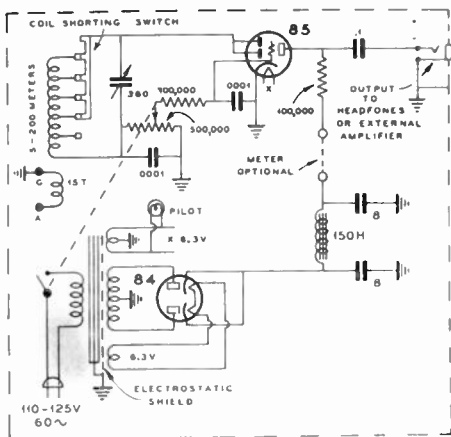 COIL SHORTING SWITCH
85
.1
5-200 METERS
.380
100,000
.0001
X
500,000
.0001
100,000
OUTPUT
TO
HEADFONES
OR EXTERNAL
AMPLIFIER
METER
OPTIONAL
G
15T
A
PILOT
X 6.3V
8
150H
84
8
6.3V
ELECTROSTATIC
SHIELD
110-125V
60~